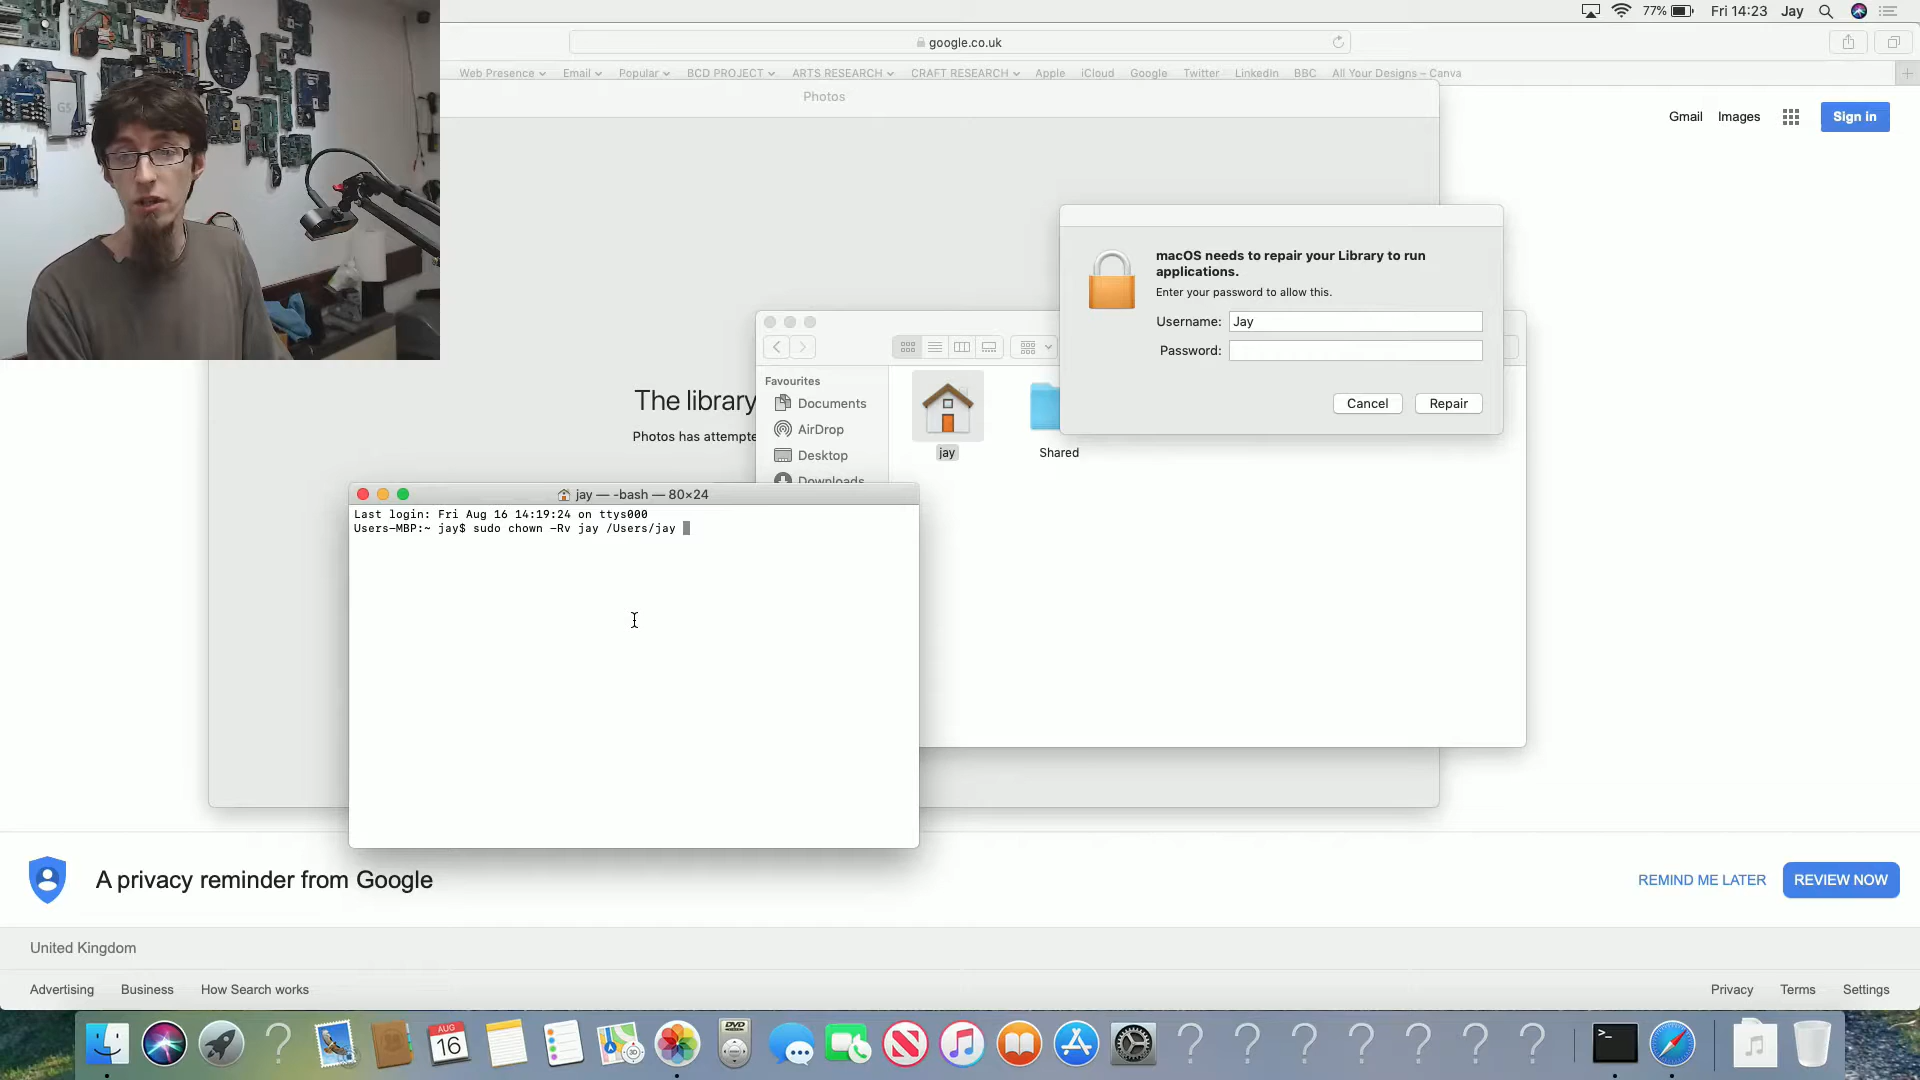 77%
Fri 14:23
Jay
google.co.uk
Web Presence
Email
Popular
BCD PROJECT
ARTS RESEARCH
CRAFT RESEARCH
Apple
iCloud
Google
Twitter
LinkedIn
BBC
All Your Designs – Canva
Photos
Gmail
Images
Sign in
macOS needs to repair your Library to run
applications.
Enter your password to allow this.
Username: Jay
Password:
Cancel
Repair
Favourites
Documents
AirDrop
Desktop
Downloads
jay
Shared
The library
Photos has attempte
jay — -bash — 80×24
Last login: Fri Aug 16 14:19:24 on ttys000
Users-MBP:~ jay$ sudo chown -Rv jay /Users/jay
A privacy reminder from Google
REMIND ME LATER
REVIEW NOW
United Kingdom
Advertising
Business
How Search works
Privacy
Terms
Settings
AUG
16
3D
DVD
>_